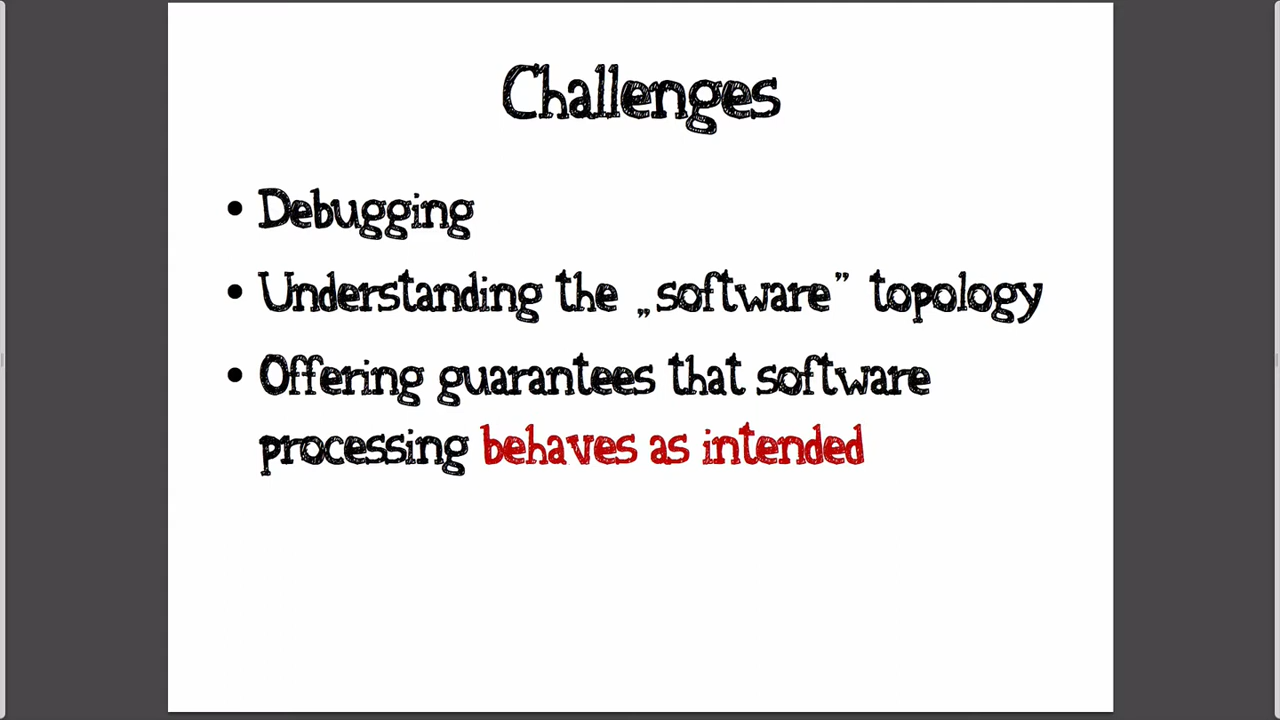 Challenges
• Debugging
• Understanding the „software” topology
• Offering guarantees that software
processing behaves as intended